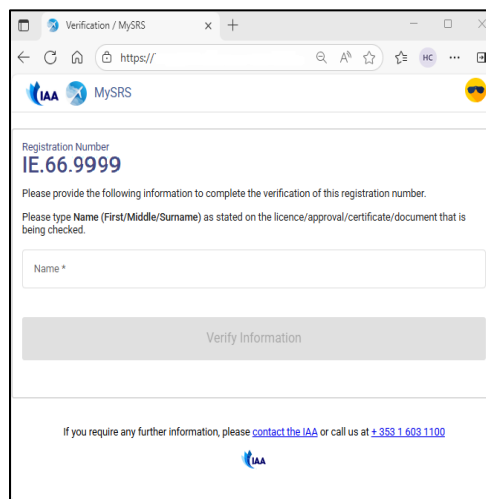 Verification / MySRS
https://
HC
IAA MySRS
Registration Number
IE.66.9999
Please provide the following information to complete the verification of this registration number.
Please type Name (First/Middle/Surname) as stated on the licence/approval/certificate/document that is
being checked.
Name *
Verify Information
If you require any further information, please contact the IAA or call us at + 353 1 603 1100
IAA